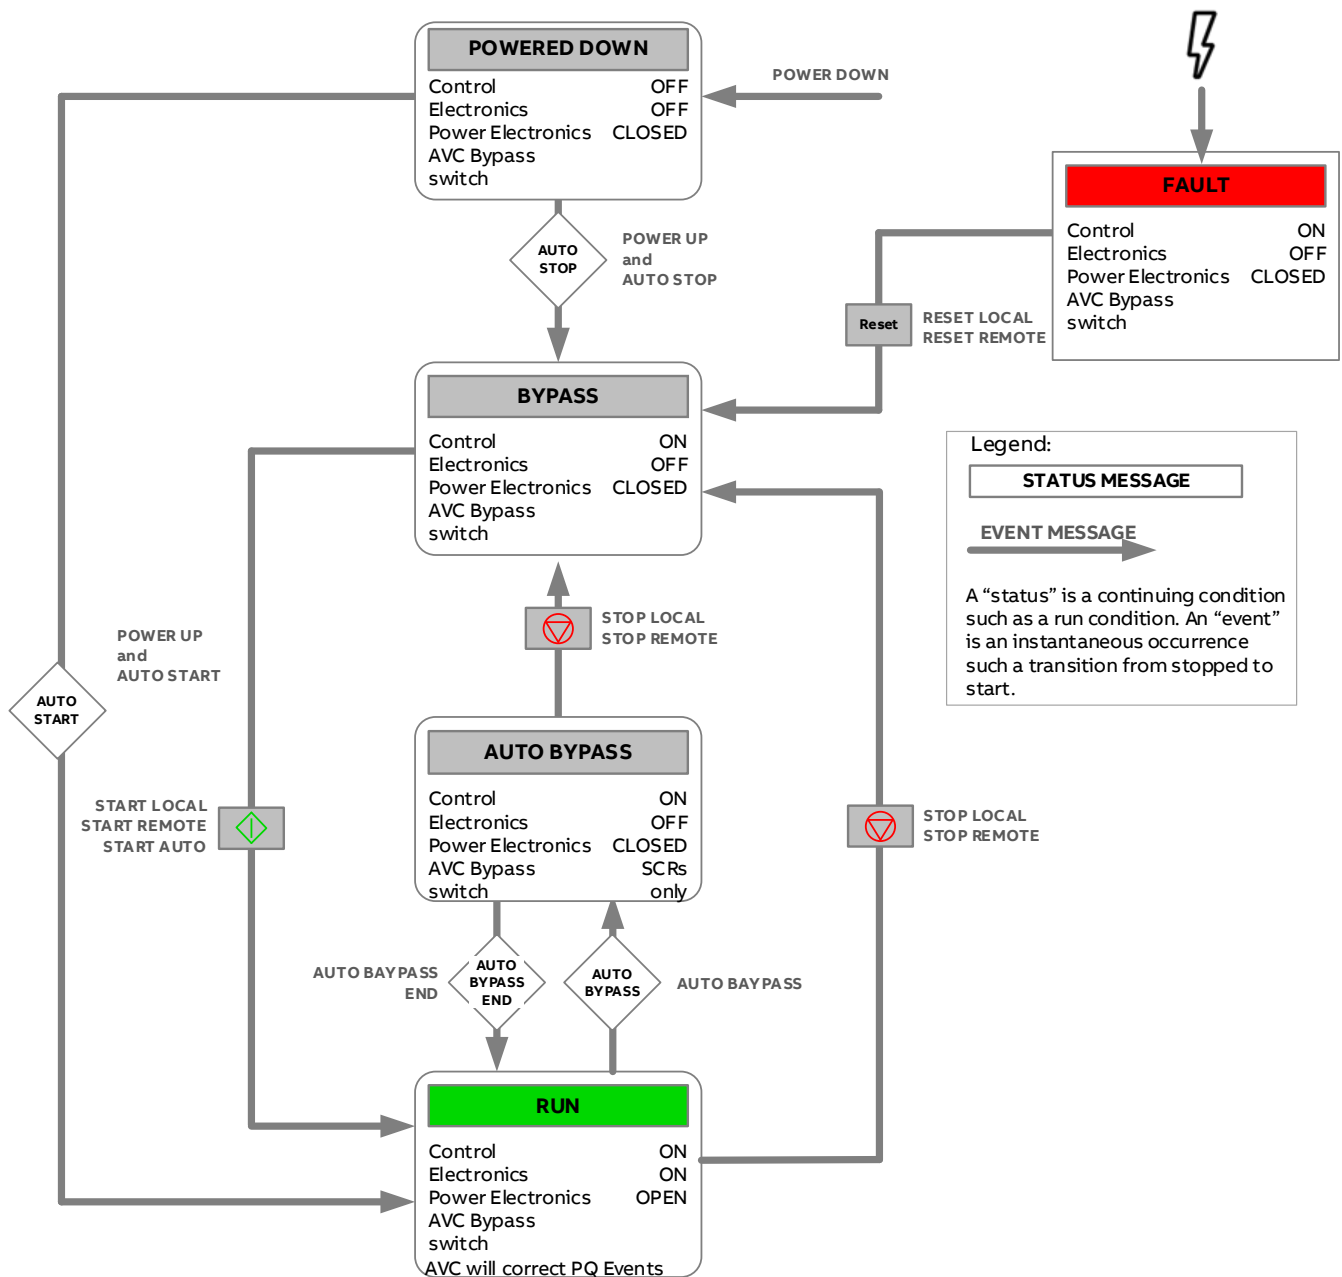 POWERED DOWN
Control OFF
Electronics OFF
Power Electronics CLOSED
AVC Bypass
switch
POWER DOWN
FAULT
Control ON
Electronics OFF
Power Electronics CLOSED
AVC Bypass
switch
AUTO
STOP
POWER UP
and
AUTO STOP
Reset
RESET LOCAL
RESET REMOTE
BYPASS
Control ON
Electronics OFF
Power Electronics CLOSED
AVC Bypass
switch
Legend:
STATUS MESSAGE
EVENT MESSAGE
A “status” is a continuing condition
such as a run condition. An “event”
is an instantaneous occurrence
such a transition from stopped to
start.
STOP LOCAL
STOP REMOTE
POWER UP
and
AUTO START
AUTO
START
AUTO BYPASS
Control ON
Electronics OFF
Power Electronics CLOSED
AVC Bypass SCRs
switch only
START LOCAL
START REMOTE
START AUTO
STOP LOCAL
STOP REMOTE
AUTO BAYPASS
END
AUTO
BYPASS
END
AUTO
BYPASS
AUTO BAYPASS
RUN
Control ON
Electronics ON
Power Electronics OPEN
AVC Bypass
switch
AVC will correct PQ Events